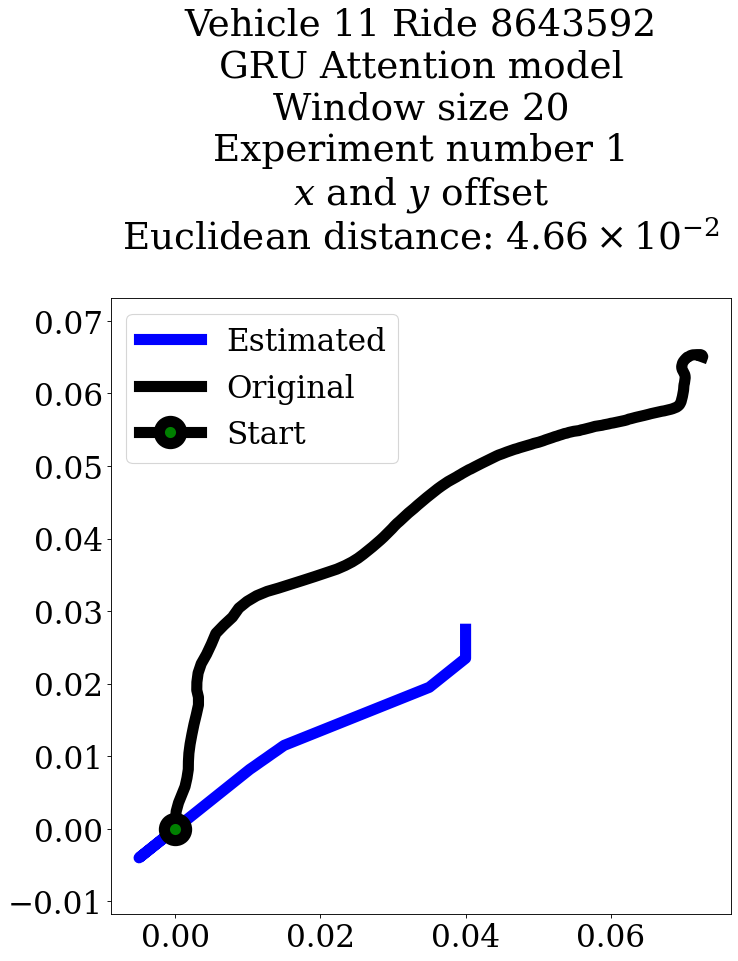 Vehicle 11 Ride 8643592
GRU Attention model
Window size 20
Experiment number 1
x and y offset
Euclidean distance: 4.66 × 10⁻²
0.07
0.06
0.05
0.04
0.03
0.02
0.01
0.00
−0.01
Estimated
Original
Start
0.00 0.02 0.04 0.06